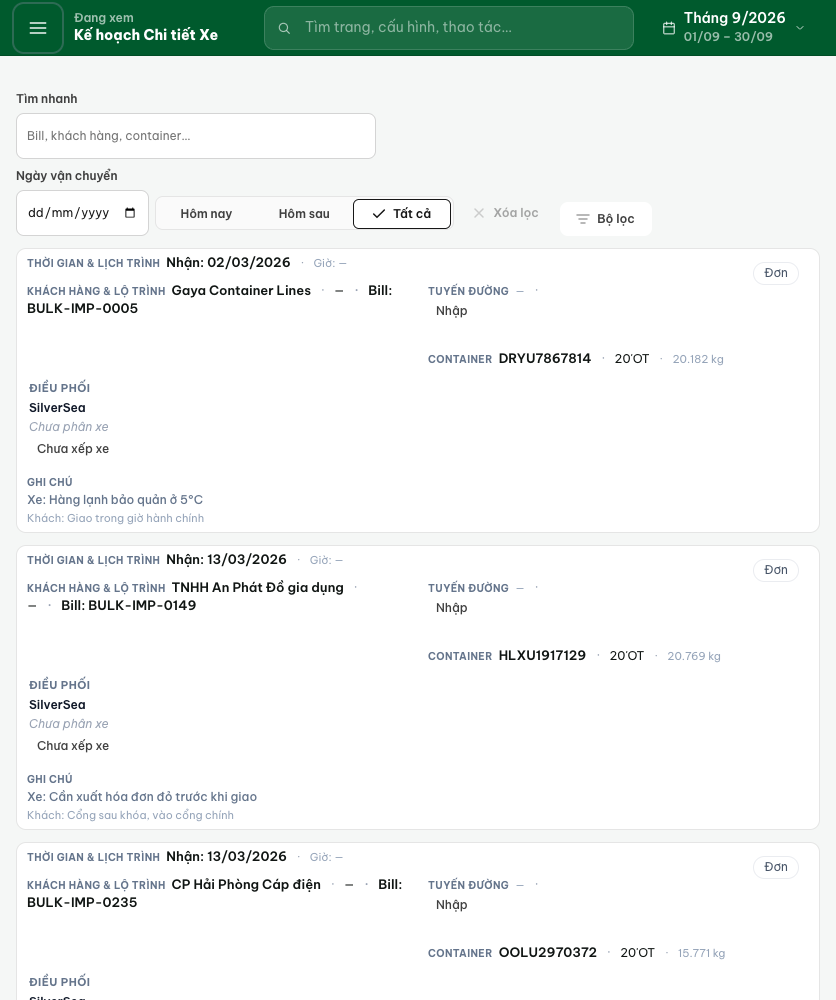 Đang xem
Kế hoạch Chi tiết Xe
Tìm trang, cấu hình, thao tác...
Tháng 9/2026
01/09 – 30/09
Tìm nhanh
Bill, khách hàng, container...
Ngày vận chuyển
dd/mm/yyyy
Hôm nay
Hôm sau
Tất cả
Xóa lọc
Bộ lọc
THỜI GIAN & LỊCH TRÌNH Nhận: 02/03/2026 · Giờ: —
Đơn
KHÁCH HÀNG & LỘ TRÌNH Gaya Container Lines · — · Bill:
BULK-IMP-0005
TUYẾN ĐƯỜNG — ·
Nhập
CONTAINER DRYU7867814 · 20'OT · 20.182 kg
ĐIỀU PHỐI
SilverSea
Chưa phân xe
Chưa xếp xe
GHI CHÚ
Xe: Hàng lạnh bảo quản ở 5°C
Khách: Giao trong giờ hành chính
THỜI GIAN & LỊCH TRÌNH Nhận: 13/03/2026 · Giờ: —
Đơn
KHÁCH HÀNG & LỘ TRÌNH TNHH An Phát Đồ gia dụng ·
— · Bill: BULK-IMP-0149
TUYẾN ĐƯỜNG — ·
Nhập
CONTAINER HLXU1917129 · 20'OT · 20.769 kg
ĐIỀU PHỐI
SilverSea
Chưa phân xe
Chưa xếp xe
GHI CHÚ
Xe: Cần xuất hóa đơn đỏ trước khi giao
Khách: Cổng sau khóa, vào cổng chính
THỜI GIAN & LỊCH TRÌNH Nhận: 13/03/2026 · Giờ: —
Đơn
KHÁCH HÀNG & LỘ TRÌNH CP Hải Phòng Cáp điện · — · Bill:
BULK-IMP-0235
TUYẾN ĐƯỜNG — ·
Nhập
CONTAINER OOLU2970372 · 20'OT · 15.771 kg
ĐIỀU PHỐI
SilverSea